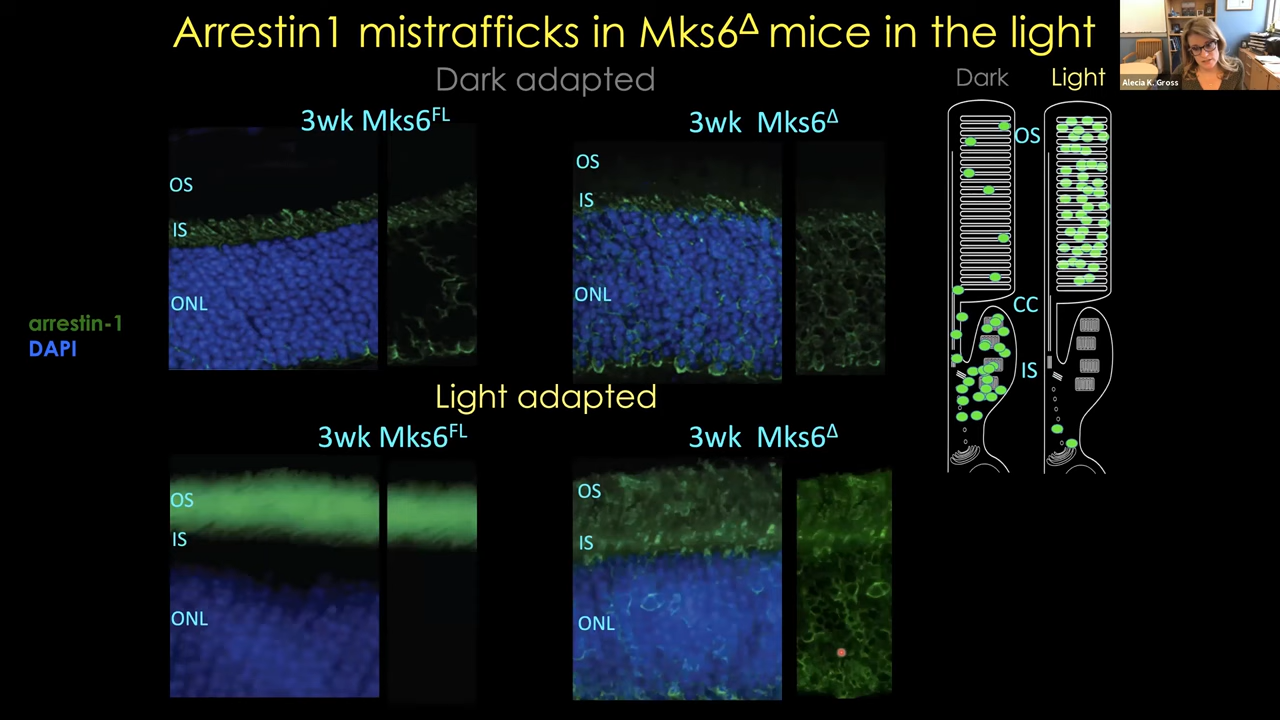 Arrestin1 mistrafficks in Mks6Δ mice in the light
Alecia K. Gross
Dark adapted
Dark Light
3wk Mks6FL
3wk Mks6Δ
OS
IS
ONL
OS
IS
ONL
OS
CC
IS
arrestin-1
DAPI
Light adapted
3wk Mks6FL
3wk Mks6Δ
OS
IS
ONL
OS
IS
ONL